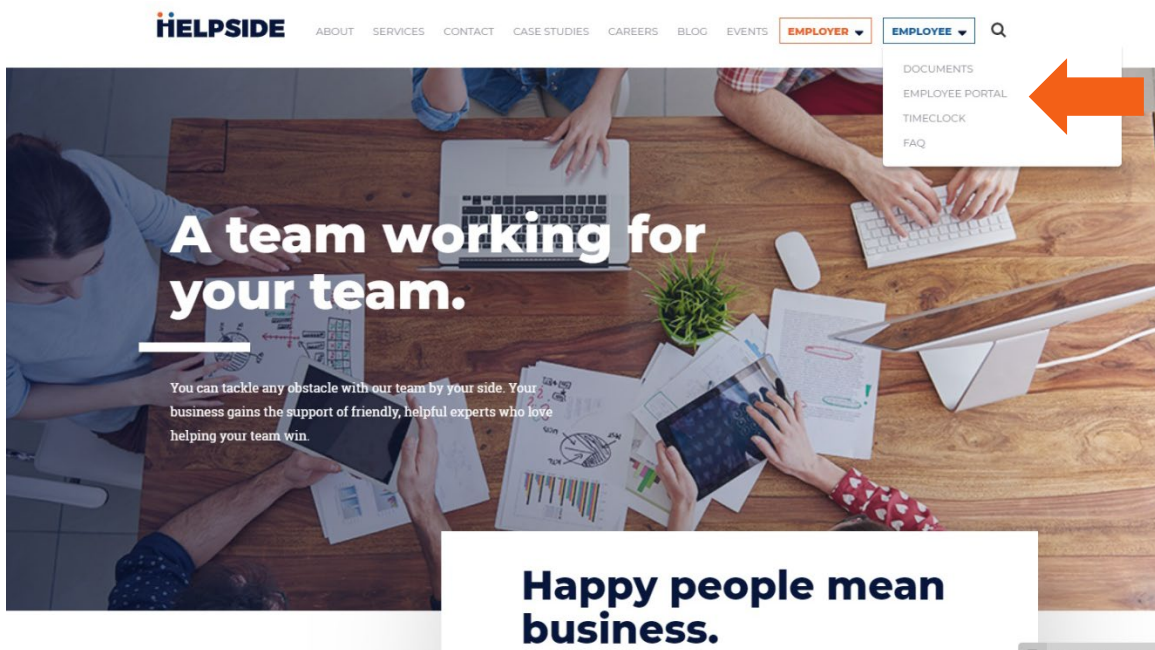 HELPSIDE
ABOUT SERVICES CONTACT CASE STUDIES CAREERS BLOG EVENTS EMPLOYER EMPLOYEE
DOCUMENTS
EMPLOYEE PORTAL
TIMECLOCK
FAQ
A team working for
your team.
You can tackle any obstacle with our team by your side. Your
business gains the support of friendly, helpful experts who love
helping your team win.
Happy people mean
business.